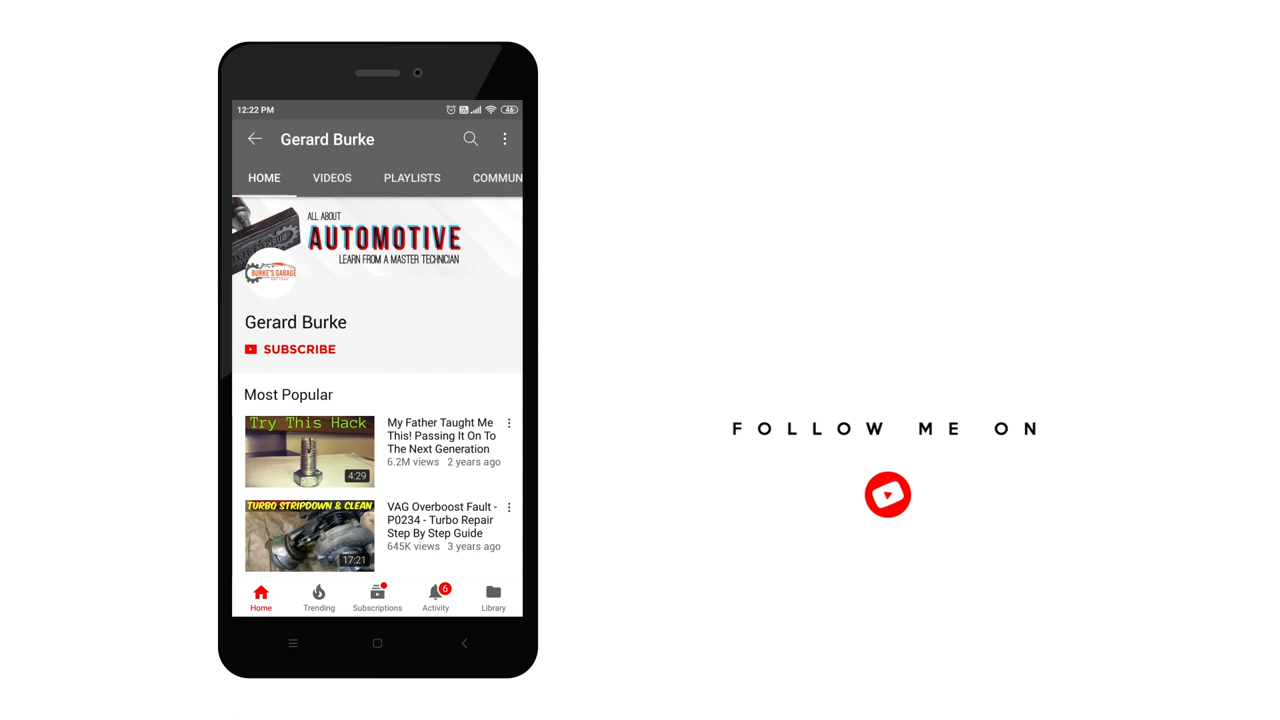 12:22 PM
46
Gerard Burke
HOME VIDEOS PLAYLISTS COMMUN
ALL ABOUT
AUTOMOTIVE
LEARN FROM A MASTER TECHNICIAN
BURKE'S GARAGE
Gerard Burke
SUBSCRIBE
Most Popular
Try This Hack
4:29
My Father Taught Me
This! Passing It On To
The Next Generation
6.2M views 2 years ago
TURBO STRIPDOWN & CLEAN
17:21
VAG Overboost Fault -
P0234 - Turbo Repair
Step By Step Guide
645K views 3 years ago
6
Home Trending Subscriptions Activity Library
FOLLOW ME ON